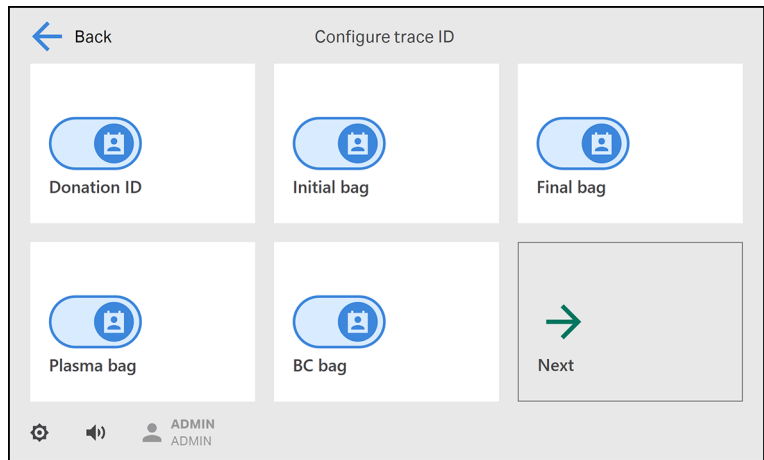 Back
Configure trace ID
Donation ID
Initial bag
Final bag
Plasma bag
BC bag
Next
ADMIN
ADMIN